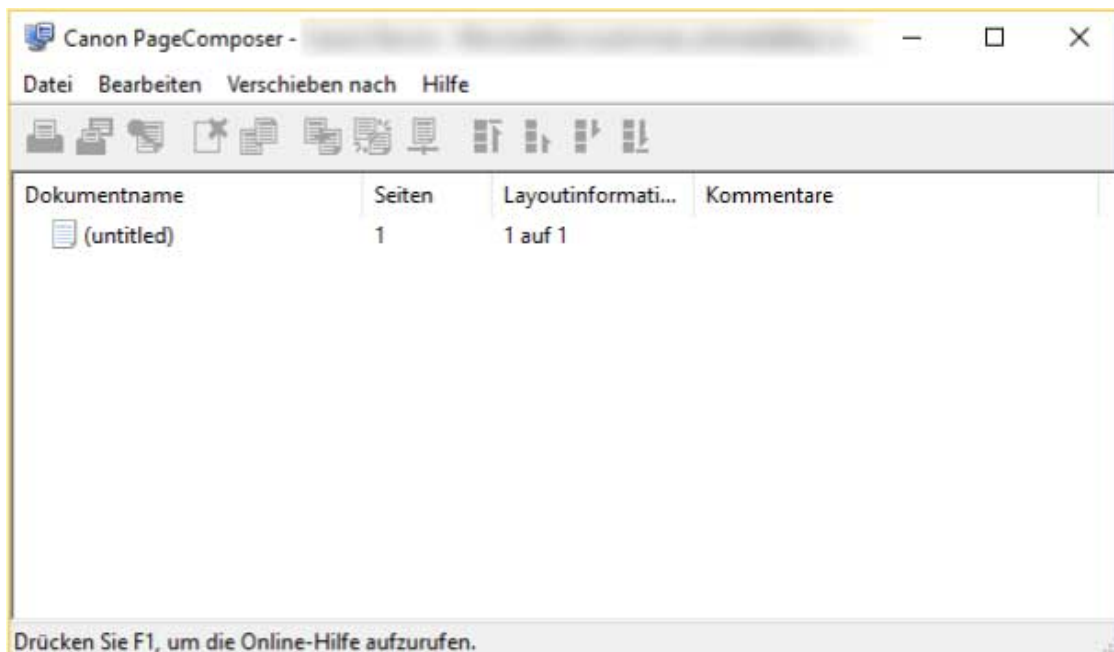 Canon PageComposer -
Datei Bearbeiten Verschieben nach Hilfe
Dokumentname Seiten Layoutinformati... Kommentare
(untitled) 1 1 auf 1
Drücken Sie F1, um die Online-Hilfe aufzurufen.